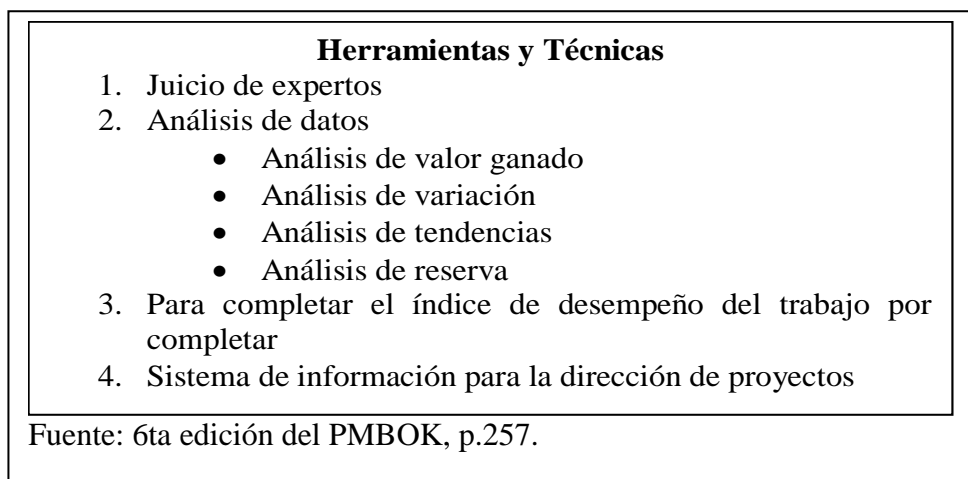 Herramientas y Técnicas
1. Juicio de expertos
2. Análisis de datos
• Análisis de valor ganado
• Análisis de variación
• Análisis de tendencias
• Análisis de reserva
3. Para completar el índice de desempeño del trabajo por
completar
4. Sistema de información para la dirección de proyectos
Fuente: 6ta edición del PMBOK, p.257.